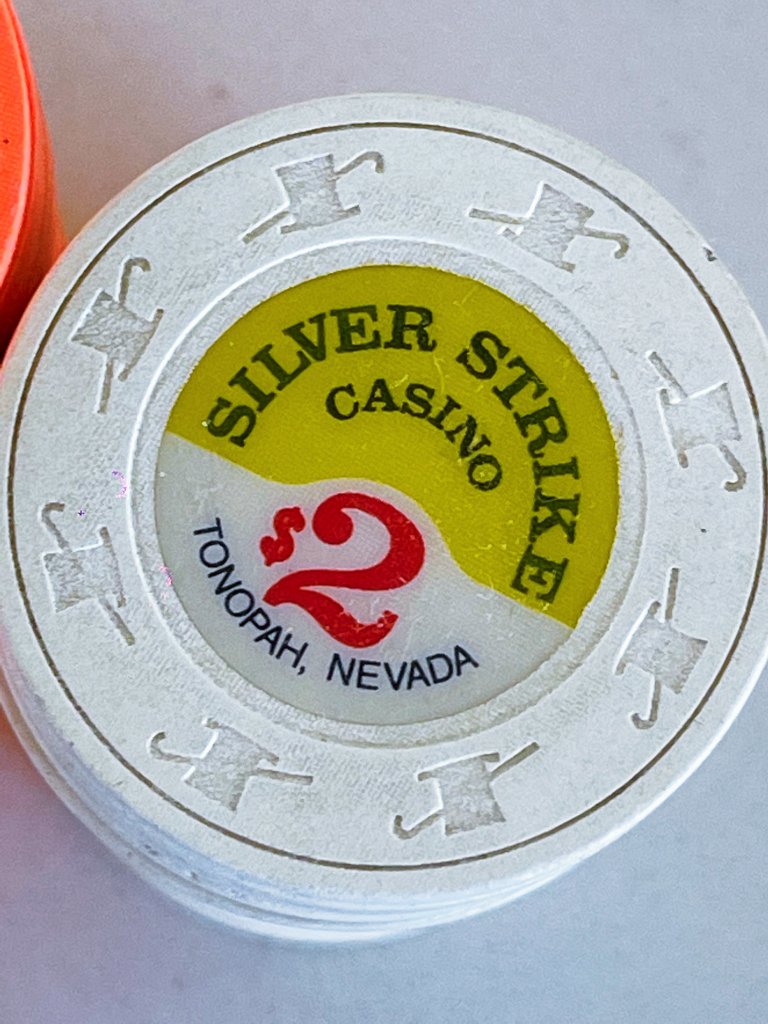 SILVER STRIKE
CASINO
$2
TONOPAH, NEVADA